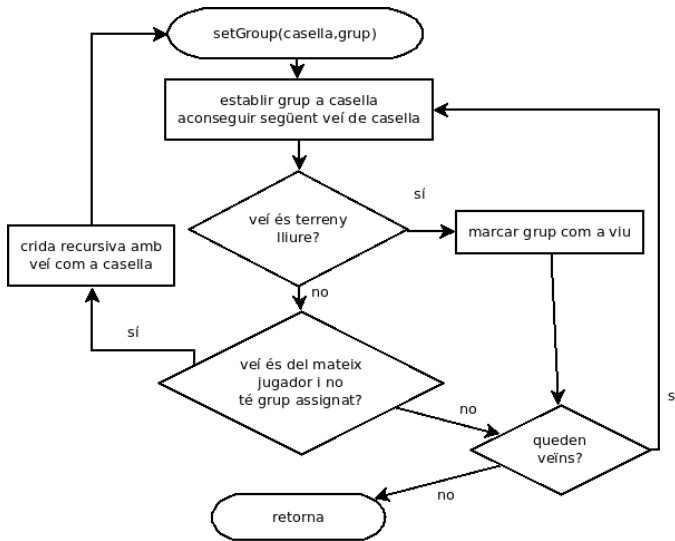 setGroup(casella,grup)
establir grup a casella
aconseguir següent veí de casella
sí
veí és terreny
lliure?
marcar grup com a viu
crida recursiva amb
veí com a casella
no
sí
veí és del mateix
jugador i no
té grup assignat?
no
s
queden
veïns?
no
retorna